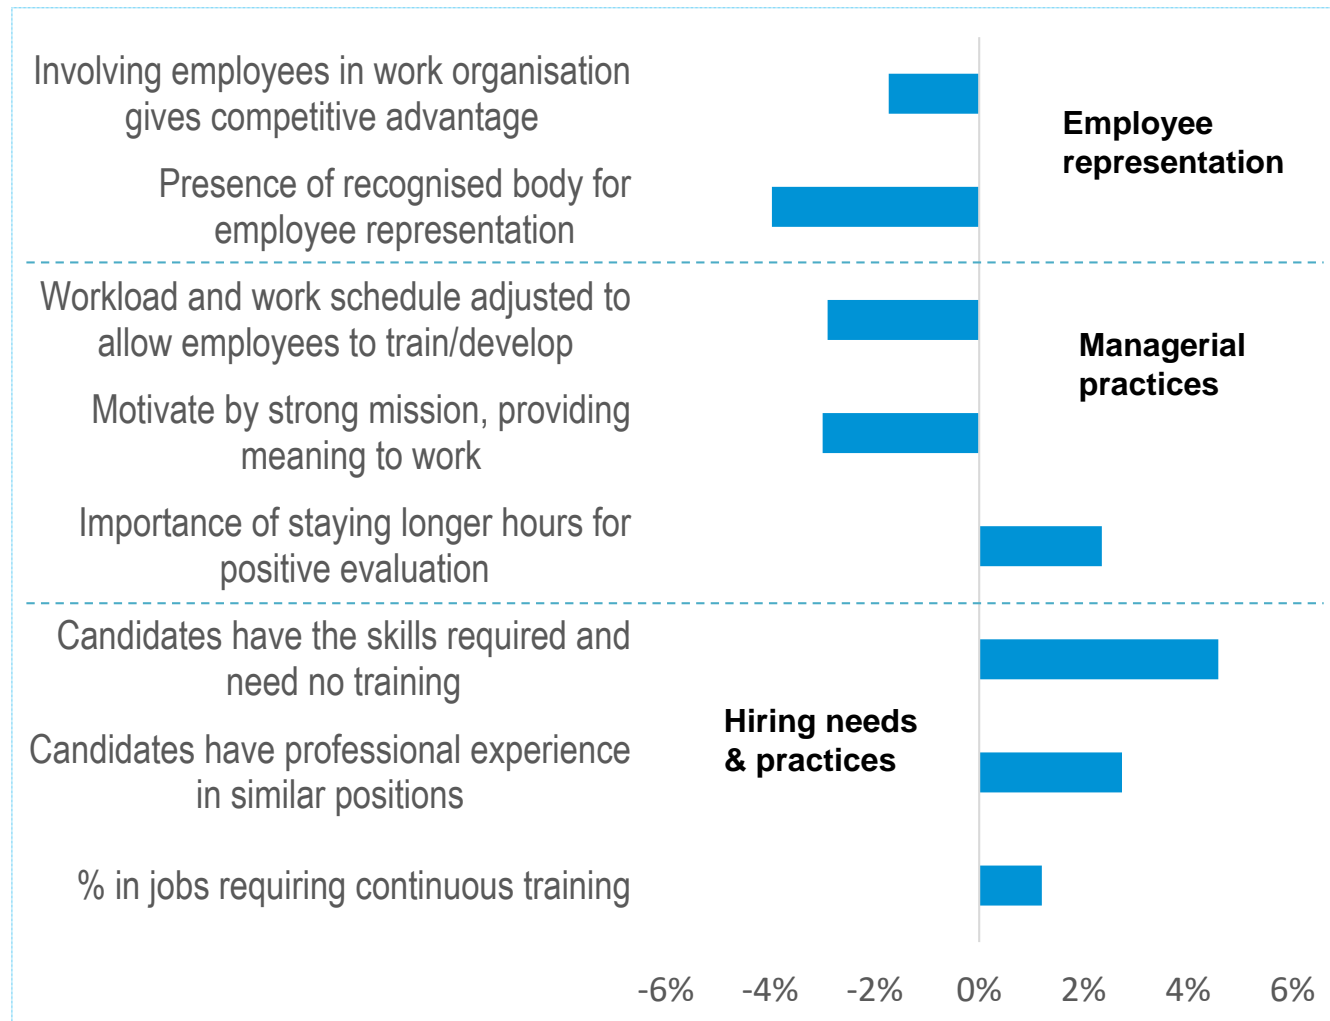 Involving employees in work organisation
gives competitive advantage
Employee
representation
Presence of recognised body for
employee representation
Workload and work schedule adjusted to
allow employees to train/develop
Managerial
practices
Motivate by strong mission, providing
meaning to work
Importance of staying longer hours for
positive evaluation
Candidates have the skills required and
need no training
Hiring needs
& practices
Candidates have professional experience
in similar positions
% in jobs requiring continuous training
-6% -4% -2% 0% 2% 4% 6%